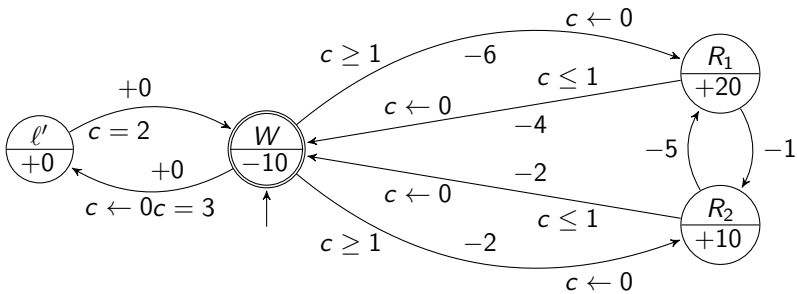 c ← 0
c ≥ 1
−6
R₁
+20
c ≤ 1
c ← 0
−4
+0
c = 2
ℓ′
+0
W
−10
+0
c ← 0c = 3
−5
−1
−2
c ← 0
c ≤ 1
R₂
+10
c ≥ 1
−2
c ← 0